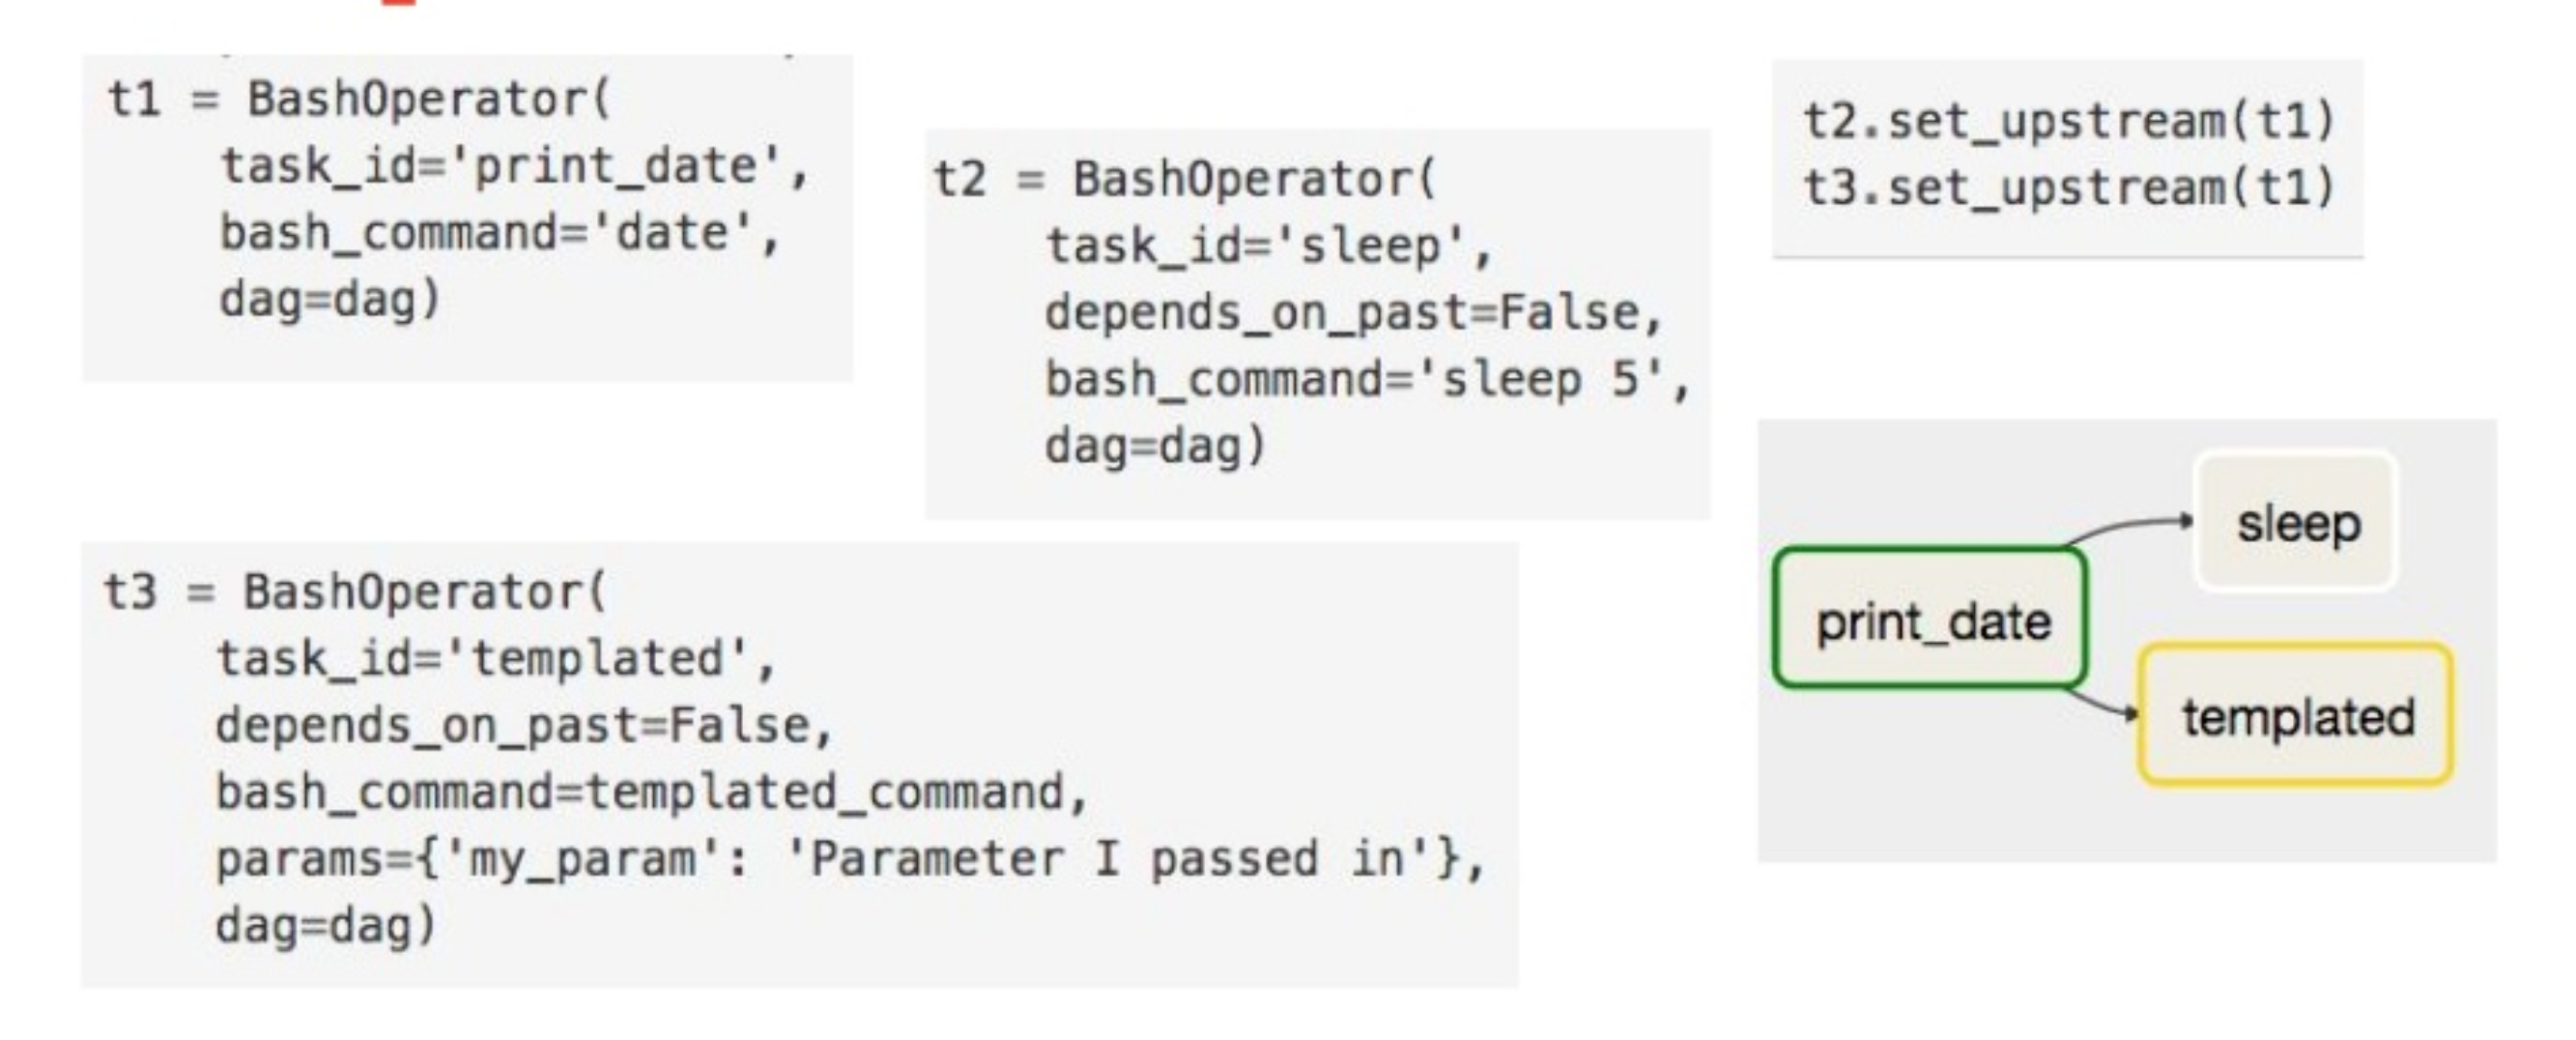 t1 = BashOperator(
    task_id='print_date',
    bash_command='date',
    dag=dag)
t2 = BashOperator(
    task_id='sleep',
    depends_on_past=False,
    bash_command='sleep 5',
    dag=dag)
t2.set_upstream(t1)
t3.set_upstream(t1)
t3 = BashOperator(
    task_id='templated',
    depends_on_past=False,
    bash_command=templated_command,
    params={'my_param': 'Parameter I passed in'},
    dag=dag)
sleep
print_date
templated